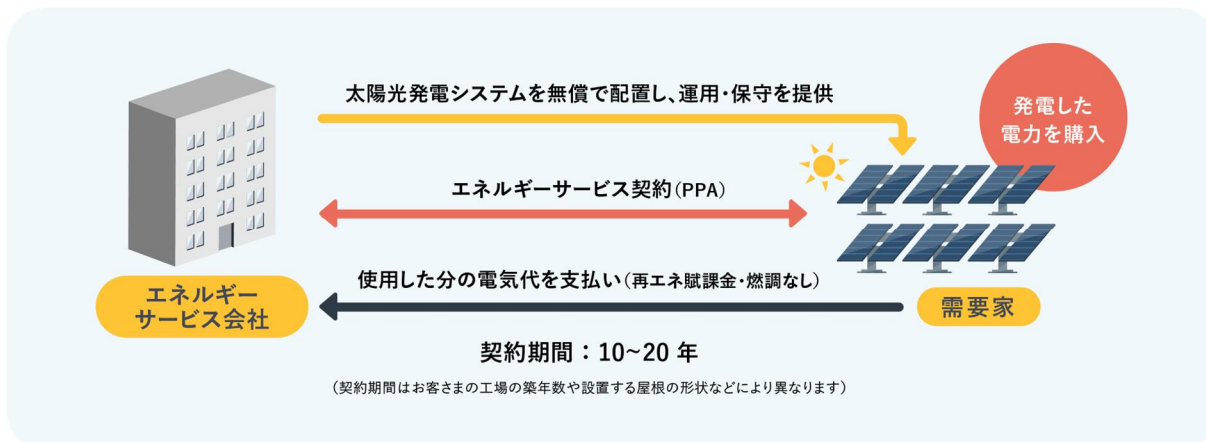 太陽光発電システムを無償で配置し、運用・保守を提供
発電した
電力を購入
エネルギーサービス契約（PPA）
使用した分の電気代を支払い（再エネ賦課金・燃調なし）
エネルギー
サービス会社
需要家
契約期間：10~20 年
（契約期間はお客さまの工場の築年数や設置する屋根の形状などにより異なります）